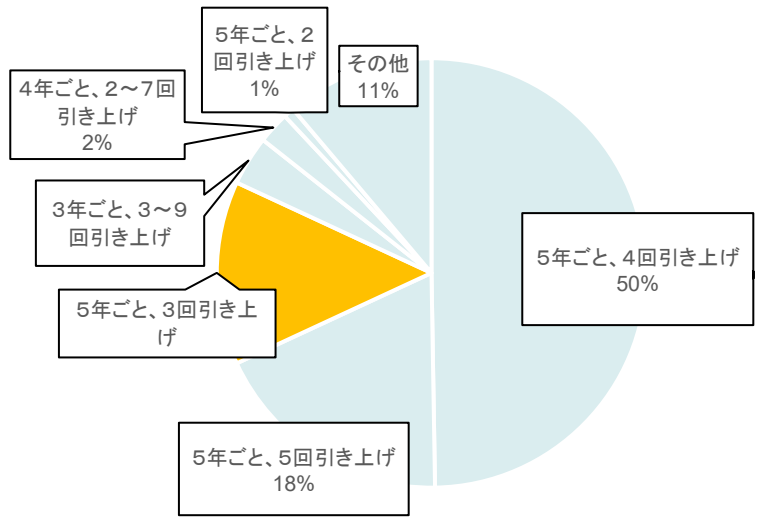 5年ごと、2
回引き上げ
1%
その他
11%
4年ごと、2～7回
引き上げ
2%
3年ごと、3～9
回引き上げ
5年ごと、4回引き上げ
50%
5年ごと、3回引き上
げ
5年ごと、5回引き上げ
18%